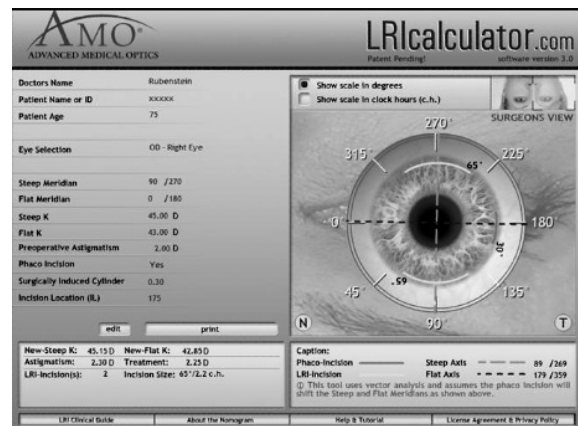 AMO®
ADVANCED MEDICAL OPTICS
LRIcalculator.com
Patent Pending!
software version 3.0
Doctors Name Rubenstein
Patient Name or ID xxxxx
Patient Age 75
Eye Selection OD - Right Eye
Steep Meridian 90 /270
Flat Meridian 0 /180
Steep K 45.00 D
Flat K 43.00 D
Preoperative Astigmatism 2.00 D
Phaco Incision Yes
Surgically Induced Cylinder 0.30
Incision Location (IL) 175
edit print
New-Steep K: 45.15 D New-Flat K: 42.85 D
Astigmatism: 2.30 D Treatment: 2.25 D
LRI-Incision(s): 2 Incision Size: 65°/2.2 c.h.
Show scale in degrees
Show scale in clock hours (c.h.)
SURGEONS VIEW
270°
315° 225°
65°
0 180
30°
65°
45° 135°
90°
N T
Caption:
Phaco-Incision Steep Axis 89 /269
LRI-Incision Flat Axis 179 /359
① This tool uses vector analysis and assumes the phaco incision will
shift the Steep and Flat Meridians as shown above.
LRI Clinical Guide About the Nomogram Help & Tutorial License Agreement & Privacy Policy